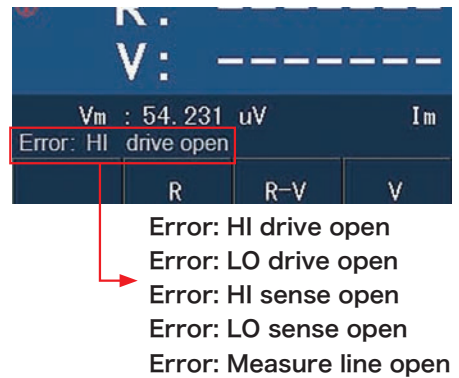 R: -------
V: -------
Vm : 54.231 uV Im
Error: HI drive open
R R-V V
Error: HI drive open
Error: LO drive open
Error: HI sense open
Error: LO sense open
Error: Measure line open